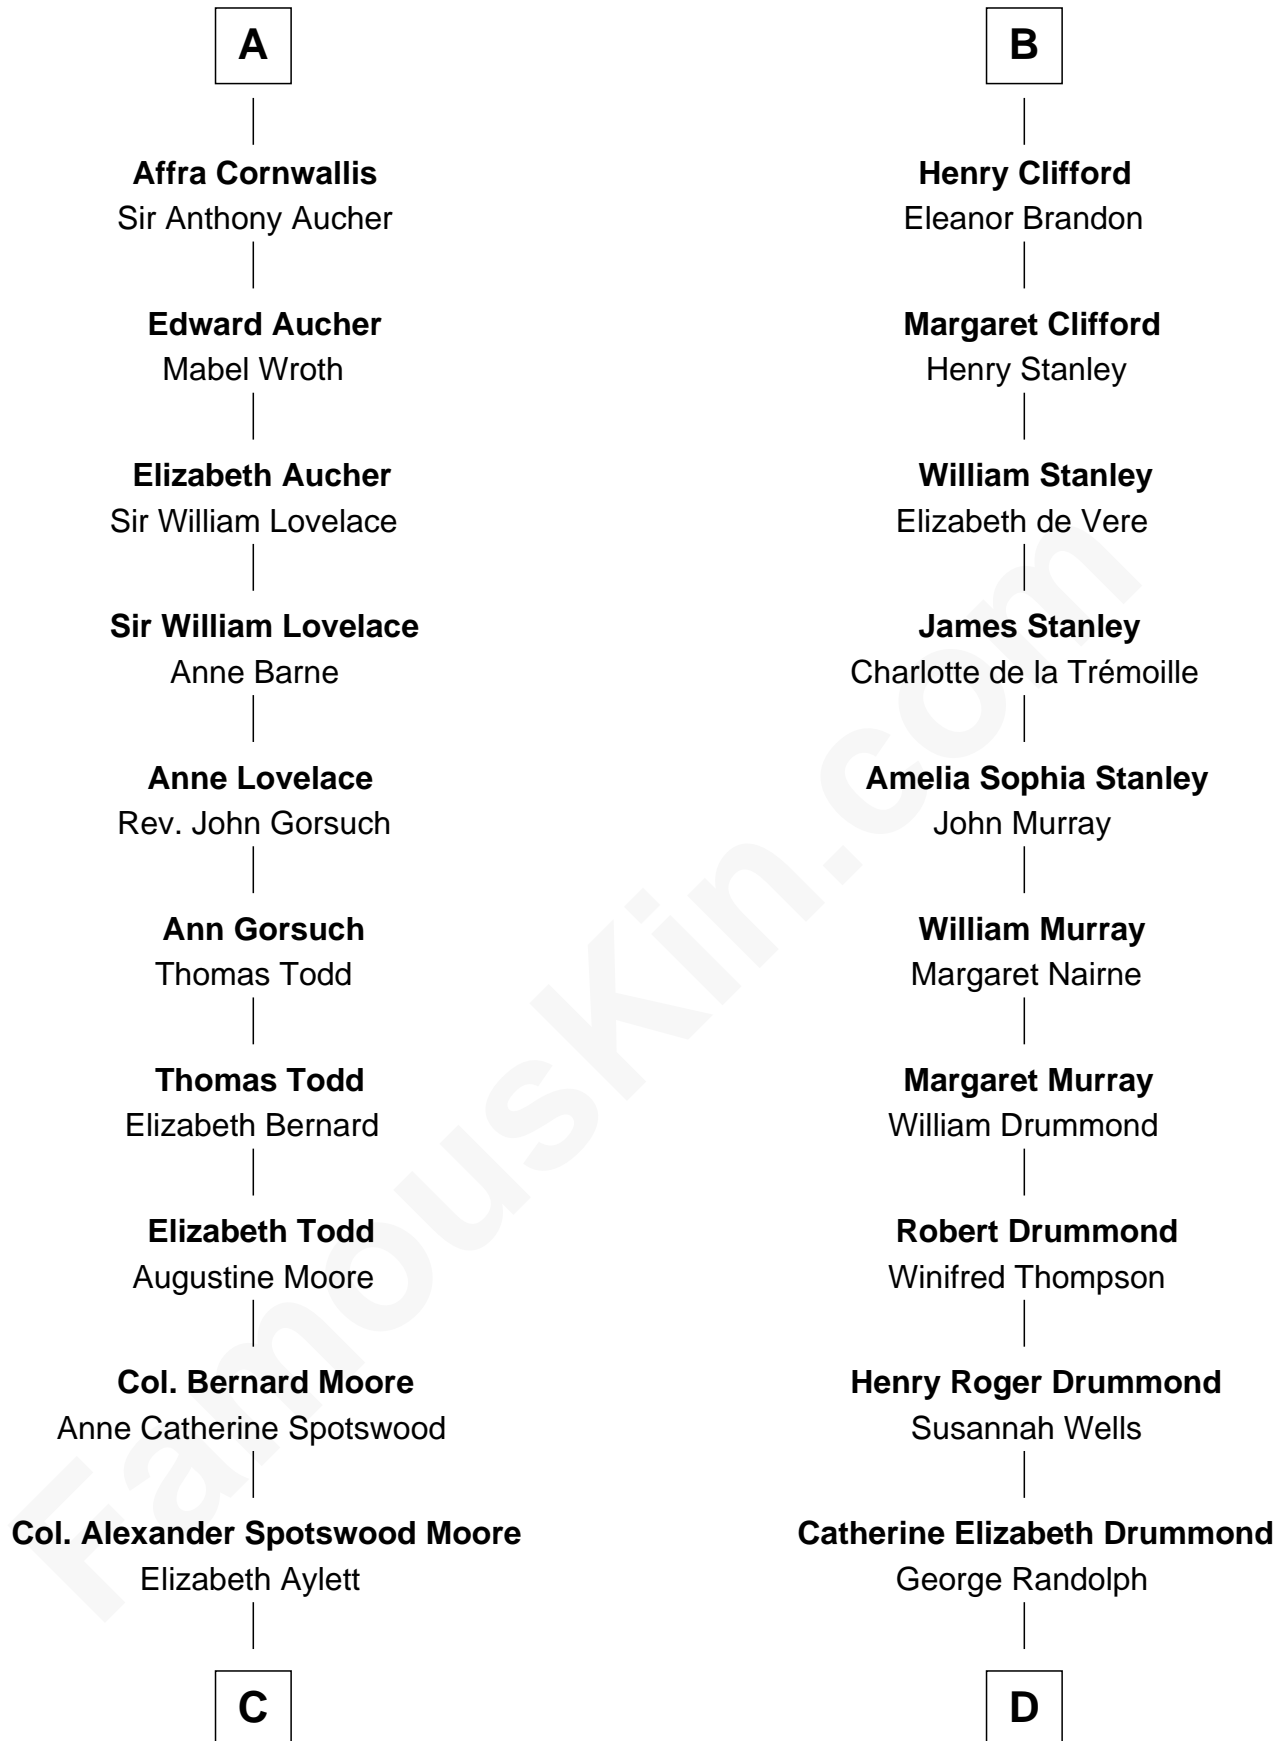 A
Affra Cornwallis
Sir Anthony Aucher
Edward Aucher
Mabel Wroth
Elizabeth Aucher
Sir William Lovelace
Sir William Lovelace
Anne Barne
Anne Lovelace
Rev. John Gorsuch
Ann Gorsuch
Thomas Todd
Thomas Todd
Elizabeth Bernard
Elizabeth Todd
Augustine Moore
Col. Bernard Moore
Anne Catherine Spotswood
Col. Alexander Spotswood Moore
Elizabeth Aylett
C
B
Henry Clifford
Eleanor Brandon
Margaret Clifford
Henry Stanley
William Stanley
Elizabeth de Vere
James Stanley
Charlotte de la Trémoille
Amelia Sophia Stanley
John Murray
William Murray
Margaret Nairne
Margaret Murray
William Drummond
Robert Drummond
Winifred Thompson
Henry Roger Drummond
Susannah Wells
Catherine Elizabeth Drummond
George Randolph
D
FamousKin.com